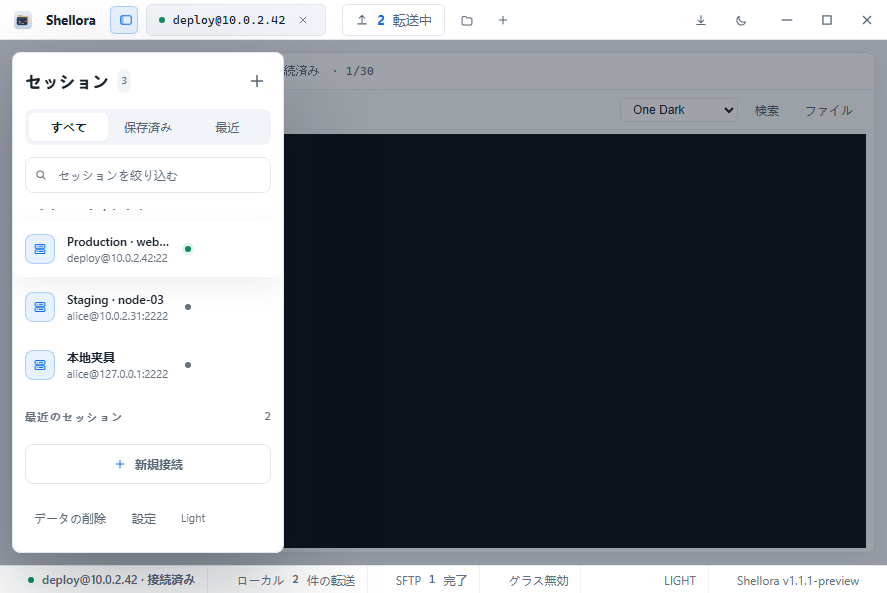 Shellora
deploy@10.0.2.42
2 転送中
セッション 3
続済み · 1/30
すべて 保存済み 最近
One Dark 検索 ファイル
セッションを絞り込む
Production · web...
deploy@10.0.2.42:22
Staging · node-03
alice@10.0.2.31:2222
本地夹具
alice@127.0.0.1:2222
最近のセッション 2
+ 新規接続
データの削除 設定 Light
deploy@10.0.2.42 · 接続済み ローカル 2 件の転送 SFTP 1 完了 グラス無効 LIGHT Shellora v1.1.1-preview